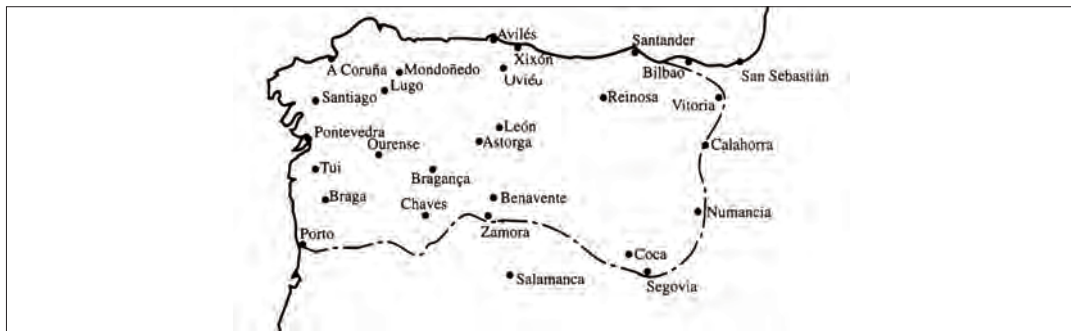 Avilés
Xixón
Uviéu
Santander
Bilbao
San Sebastián
A Coruña
Mondoñedo
Lugo
Santiago
Reinosa
Vitoria
Pontevedra
Ourense
León
Astorga
Calahorra
Tui
Bragança
Braga
Chaves
Benavente
Numancia
Porto
Zamora
Coca
Salamanca
Segovia